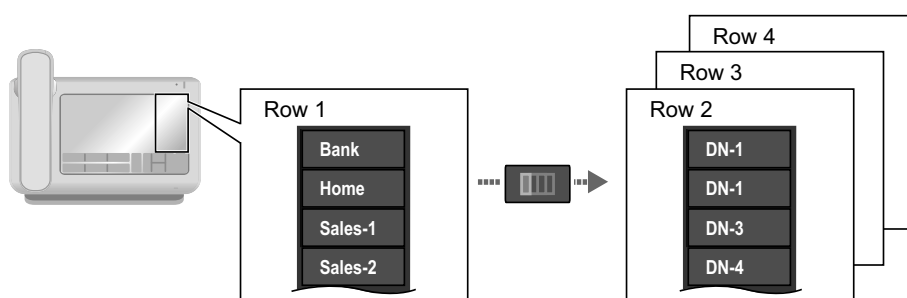 Row 1
Bank
Home
Sales-1
Sales-2
Row 4
Row 3
Row 2
DN-1
DN-1
DN-3
DN-4